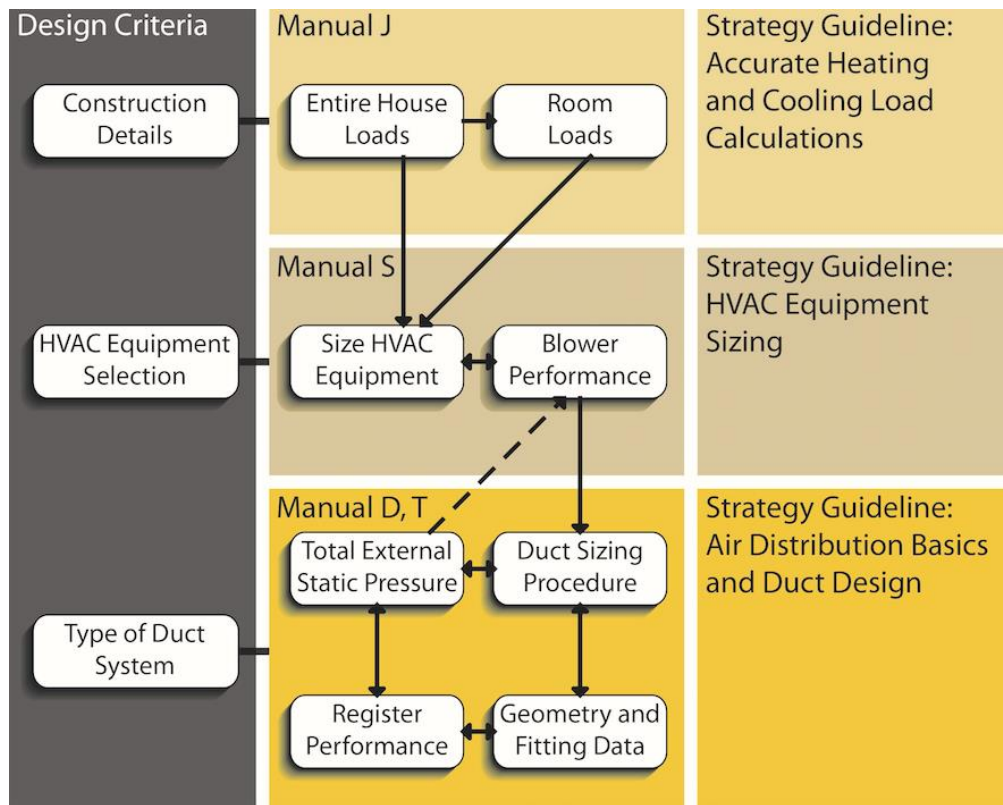 Design Criteria
Construction
Details
HVAC Equipment
Selection
Type of Duct
System
Manual J
Entire House
Loads
Room
Loads
Strategy Guideline:
Accurate Heating
and Cooling Load
Calculations
Manual S
Size HVAC
Equipment
Blower
Performance
Strategy Guideline:
HVAC Equipment
Sizing
Manual D, T
Total External
Static Pressure
Duct Sizing
Procedure
Register
Performance
Geometry and
Fitting Data
Strategy Guideline:
Air Distribution Basics
and Duct Design